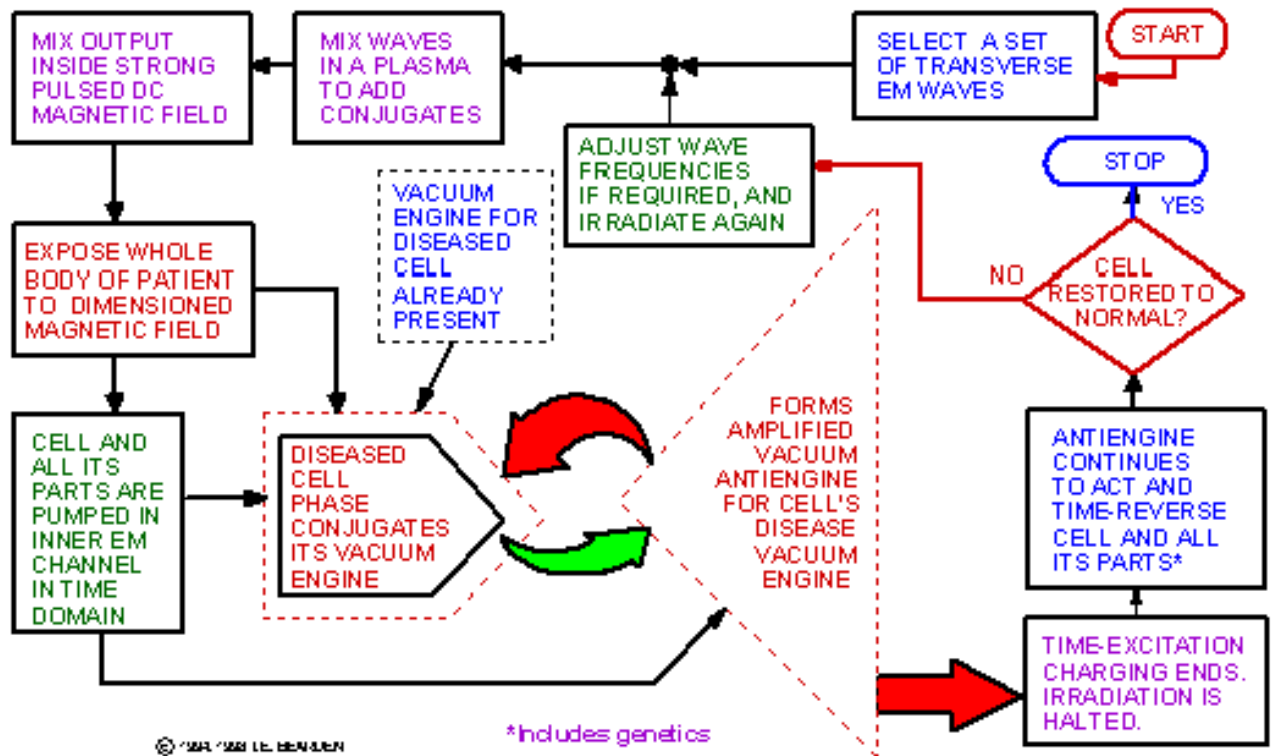 START
SELECT A SET
OF TRANSVERSE
EM WAVES
MIX WAVES
IN A PLASMA
TO ADD
CONJUGATES
MIX OUTPUT
INSIDE STRONG
PULSED DC
MAGNETIC FIELD
EXPOSE WHOLE
BODY OF PATIENT
TO DIMENSIONED
MAGNETIC FIELD
CELL AND
ALL ITS
PARTS ARE
PUMPED IN
INNER EM
CHANNEL
IN TIME
DOMAIN
VACUUM
ENGINE FOR
DISEASED
CELL
ALREADY
PRESENT
DISEASED
CELL
PHASE
CONJUGATES
ITS VACUUM
ENGINE
FORMS
AMPLIFIED
VACUUM
ANTIENGINE
FOR CELL'S
DISEASE
VACUUM
ENGINE
TIME-EXCITATION
CHARGING ENDS.
IRRADIATION IS
HALTED.
ANTIENGINE
CONTINUES
TO ACT AND
TIME-REVERSE
CELL AND ALL
ITS PARTS*
CELL
RESTORED TO
NORMAL?
YES
STOP
NO
ADJUST WAVE
FREQUENCIES
IF REQUIRED, AND
IRRADIATE AGAIN
*Includes genetics
© T.E. BEARDEN